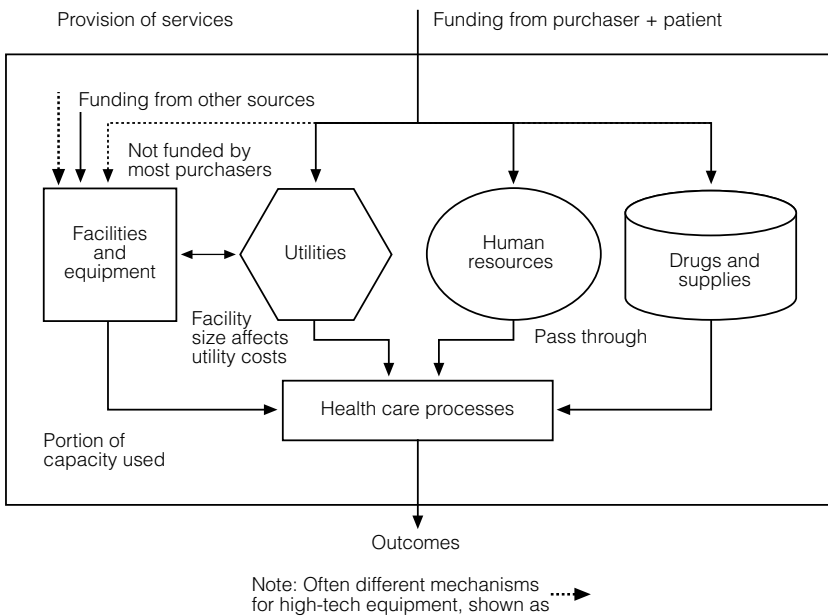 Provision of services
Funding from purchaser + patient
Funding from other sources
Not funded by
most purchasers
Facilities
and
equipment
Utilities
Human
resources
Drugs and
supplies
Facility
size affects
utility costs
Pass through
Health care processes
Portion of
capacity used
Outcomes
Note: Often different mechanisms
for high-tech equipment, shown as